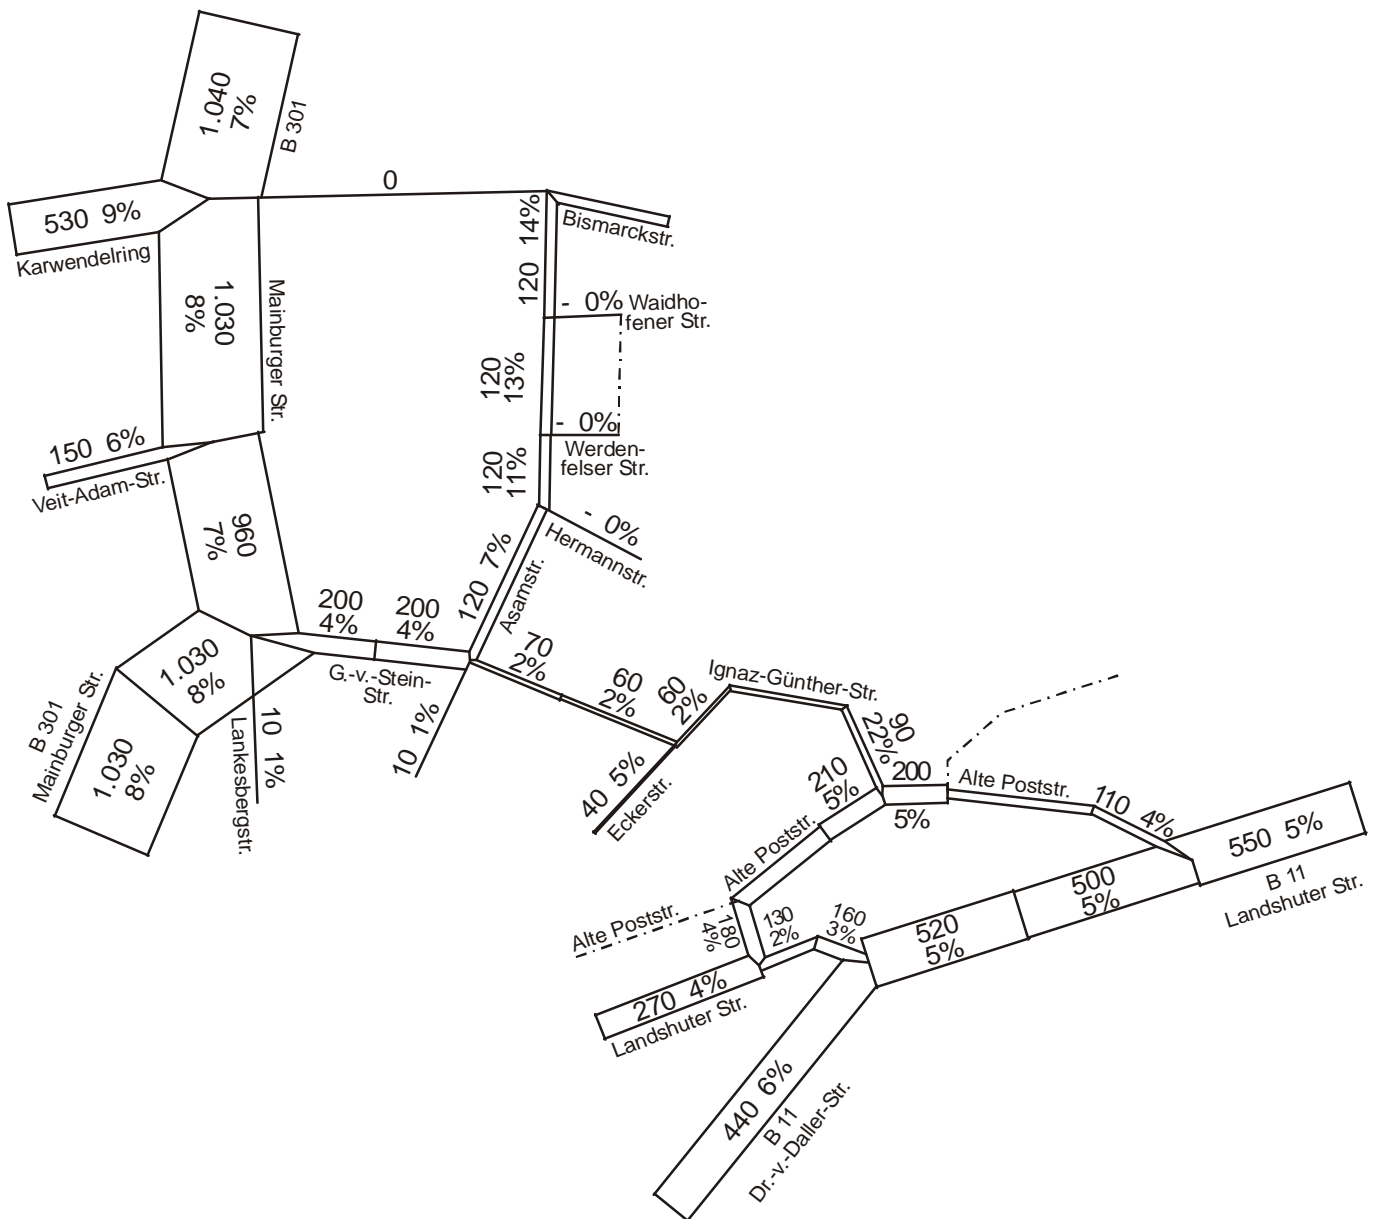 1.040
7%
B 301
0
530 9%
Karwendelring
14%
120
Bismarckstr.
1.030
8%
Mainburger Str.
- 0% Waidho-
fener Str.
120
13%
- 0%
Werden-
felser Str.
150 6%
Veit-Adam-Str.
120
11%
- 0%
Hermannstr.
960
7%
120 7%
Asamstr.
200
4%
200
4%
G.-v.-Stein-
Str.
70
2%
60
2%
60
2%
Ignaz-Günther-Str.
1.030
8%
B 301
Mainburger Str.
1.030
8%
10 1%
Lankesbergstr.
10 1%
40 5%
Eckerstr.
90
22%
210
5%
200
5%
Alte Poststr.
110 4%
550 5%
B 11
Landshuter Str.
Alte Poststr.
Alte Poststr.
180
4%
130
2%
160
3%
520
5%
500
5%
270 4%
Landshuter Str.
440 6%
B 11
Dr.-v.-Daller-Str.